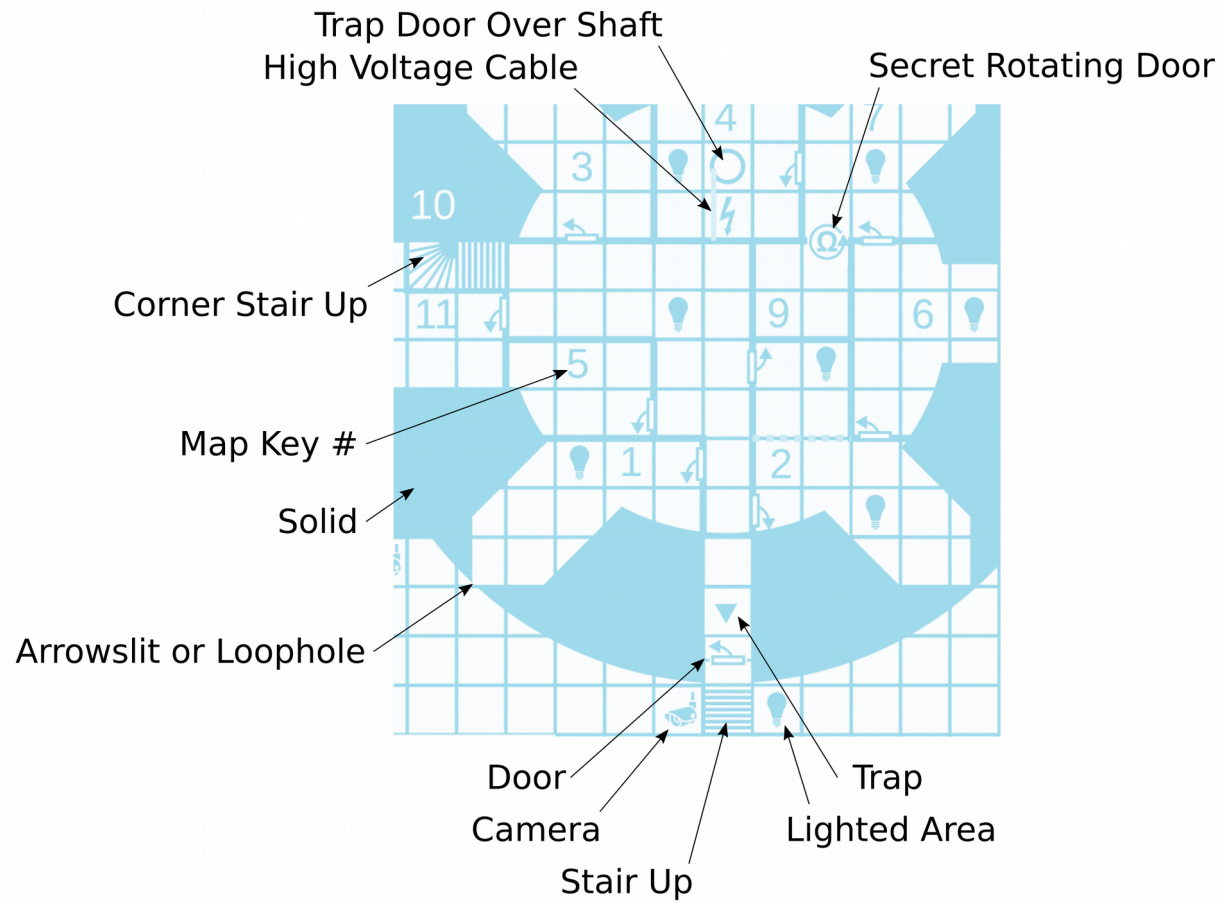 Trap Door Over Shaft
High Voltage Cable
Secret Rotating Door
4
7
3
10
Ω
Corner Stair Up
11
9
6
5
Map Key #
1
2
Solid
Arrowslit or Loophole
Door
Trap
Camera
Lighted Area
Stair Up